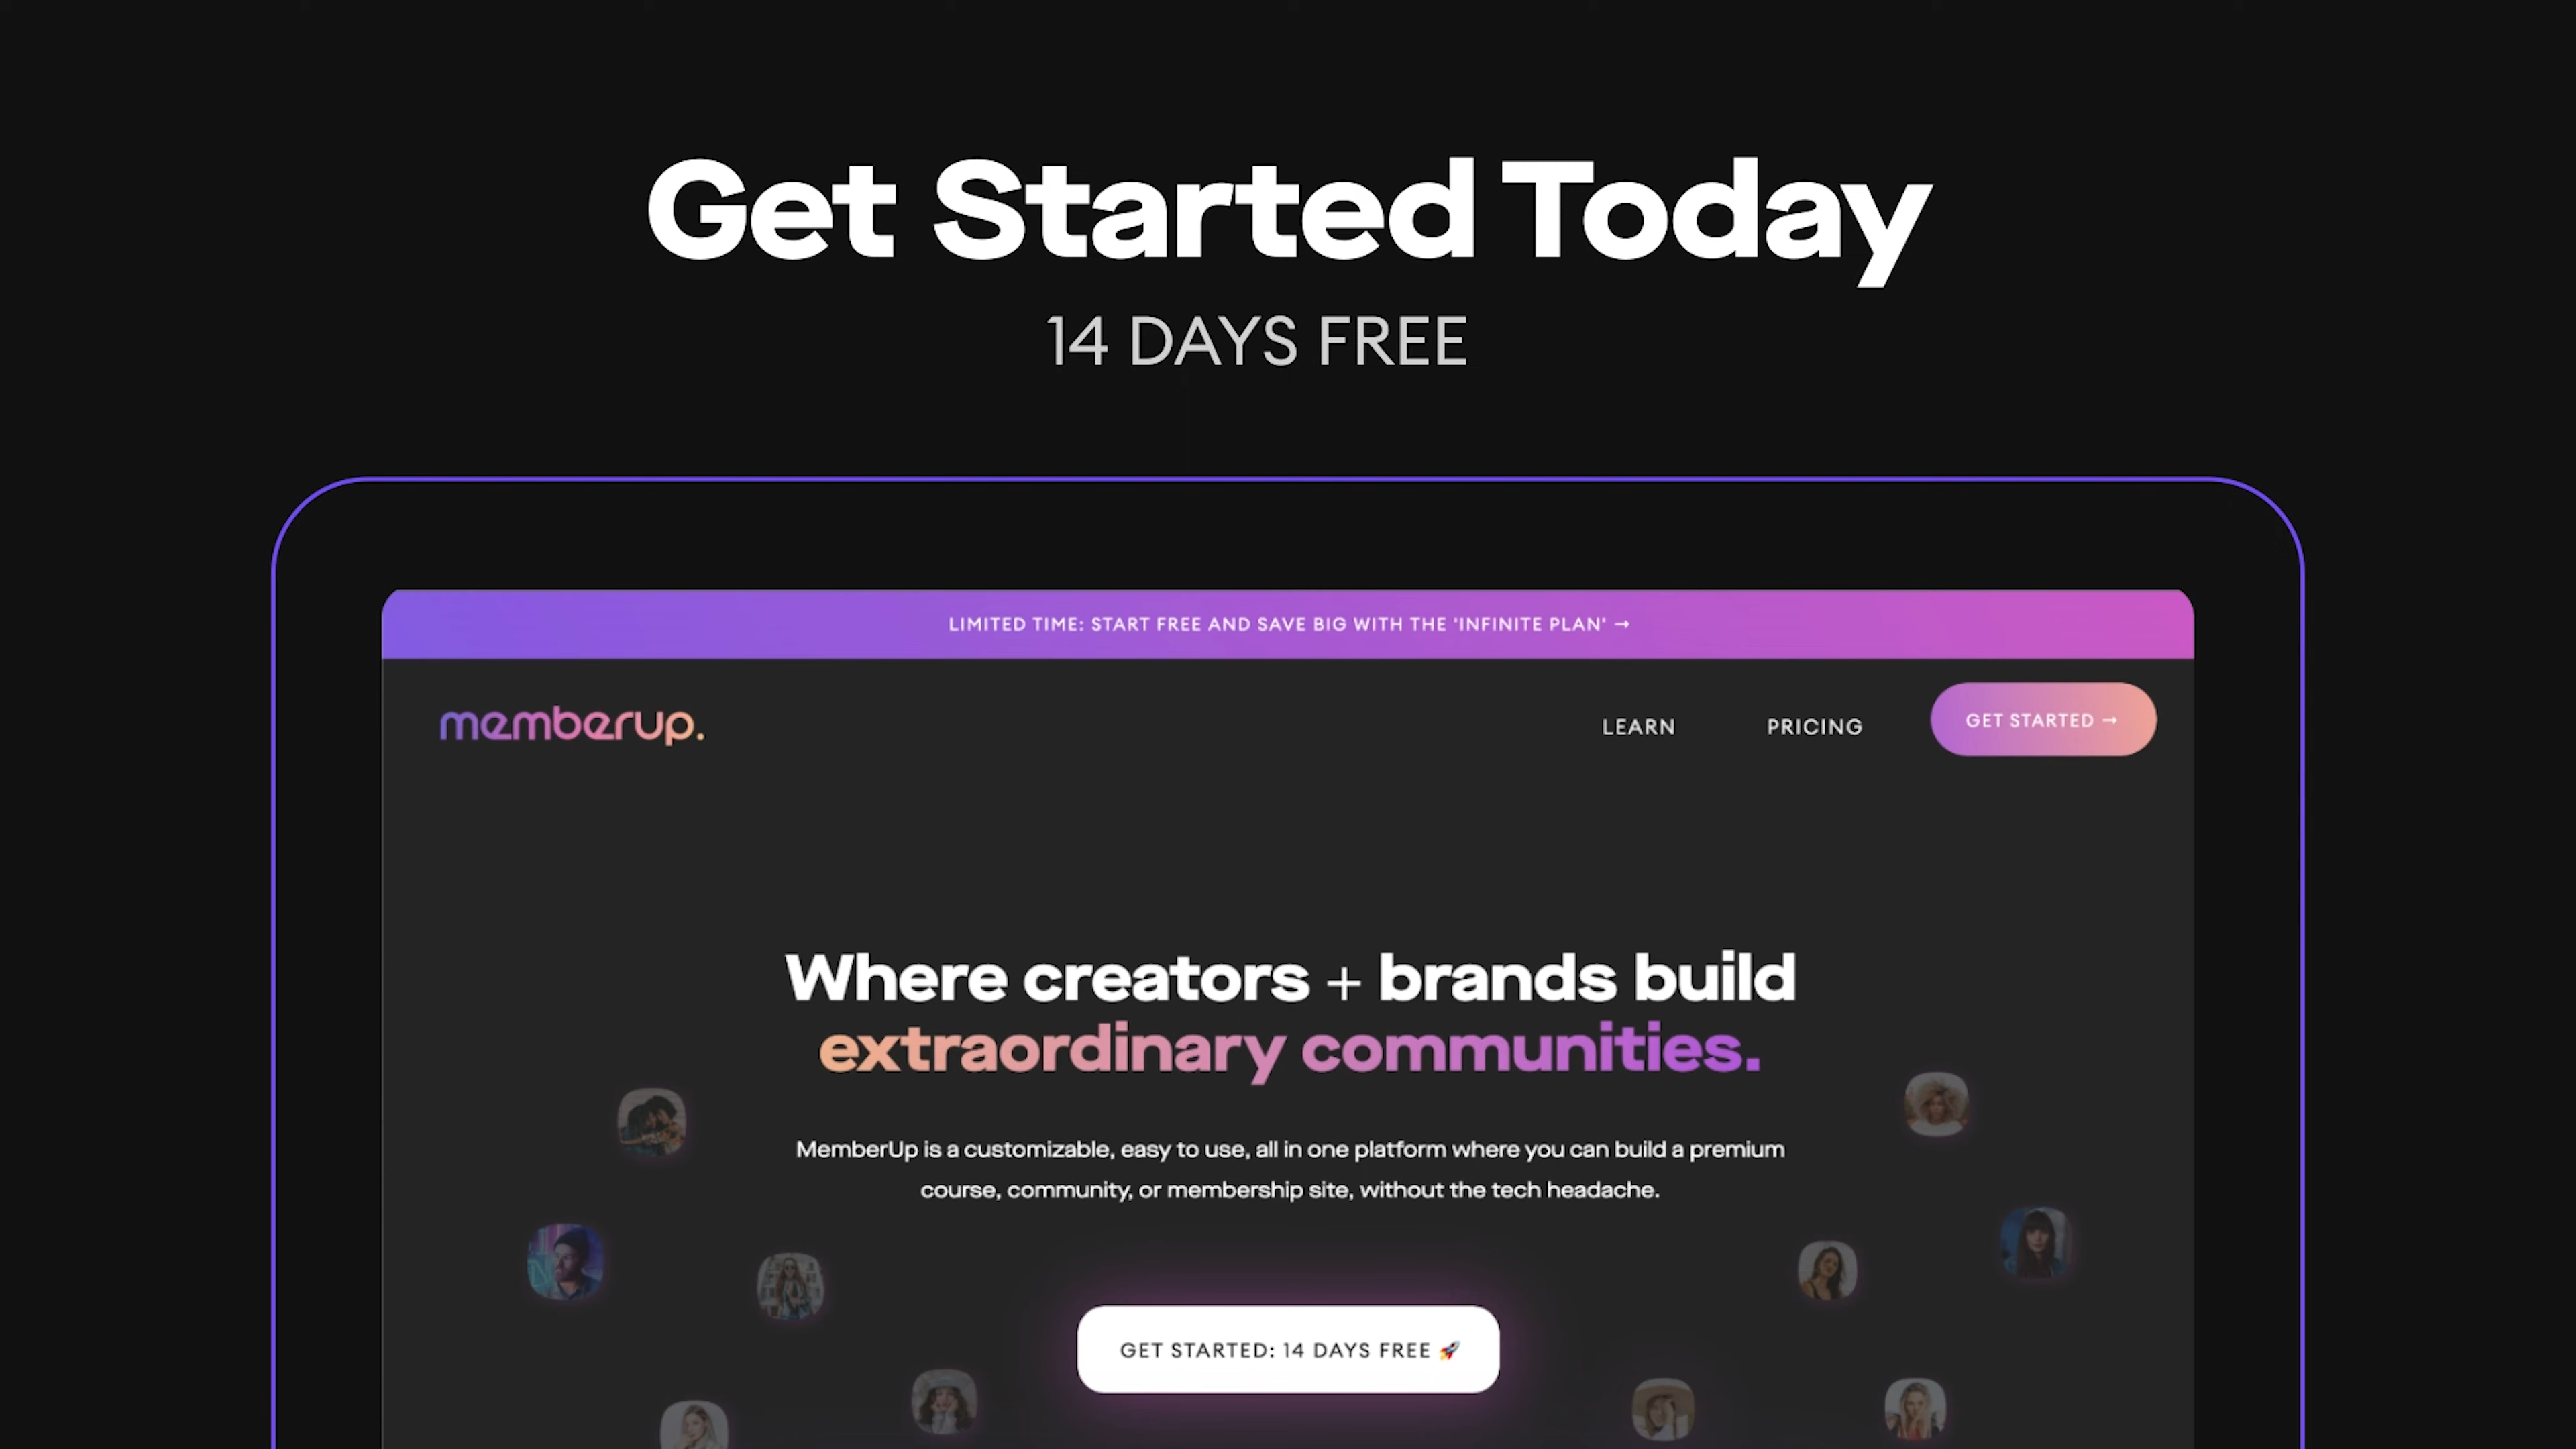 Get Started Today
14 DAYS FREE
LIMITED TIME: START FREE AND SAVE BIG WITH THE 'INFINITE PLAN' →
memberup.
LEARN
PRICING
GET STARTED →
Where creators + brands build
extraordinary communities.
MemberUp is a customizable, easy to use, all in one platform where you can build a premium
course, community, or membership site, without the tech headache.
GET STARTED: 14 DAYS FREE 🚀